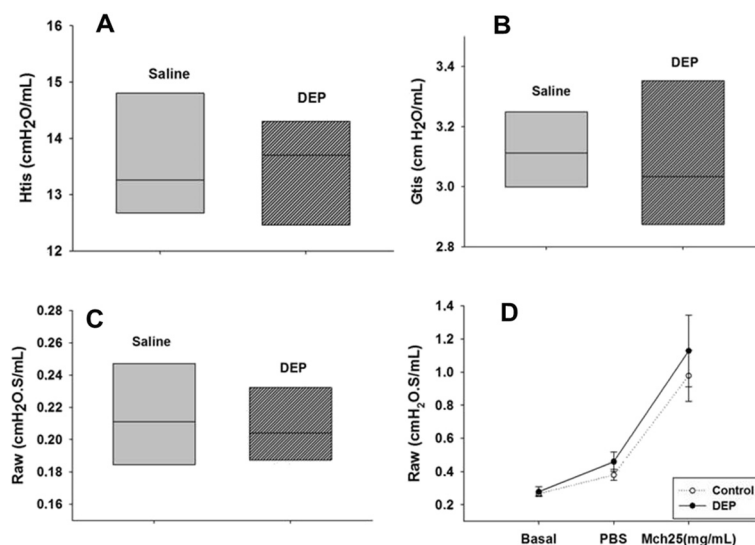 A
Htis (cmH2O/mL)
16
15
14
13
12
Saline
DEP
B
Gtis (cm H2O/mL)
3.4
3.2
3.0
2.8
Saline
DEP
C
Raw (cmH2O.S/mL)
0.28
0.26
0.24
0.22
0.20
0.18
0.16
Saline
DEP
D
Raw (cmH2O.S/mL)
1.4
1.2
1.0
0.8
0.6
0.4
0.2
Control
DEP
Basal PBS Mch25(mg/mL)